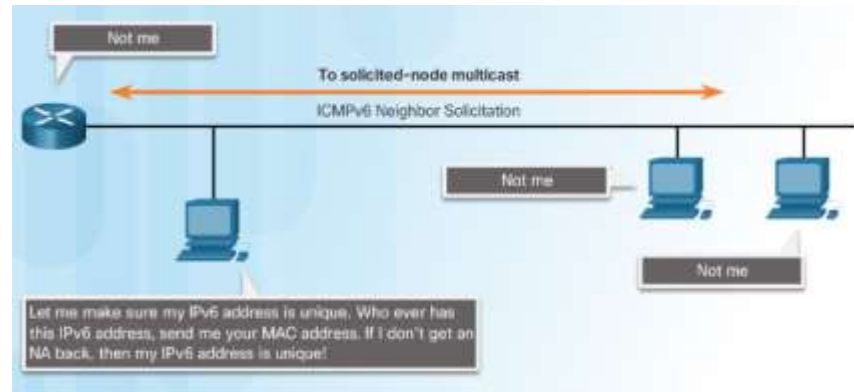 Not me
To solicited-node multicast
ICMPv6 Neighbor Solicitation
Not me
Not me
Let me make sure my IPv6 address is unique. Who ever has
this IPv6 address, send me your MAC address. If I don't get an
NA back, then my IPv6 address is unique!